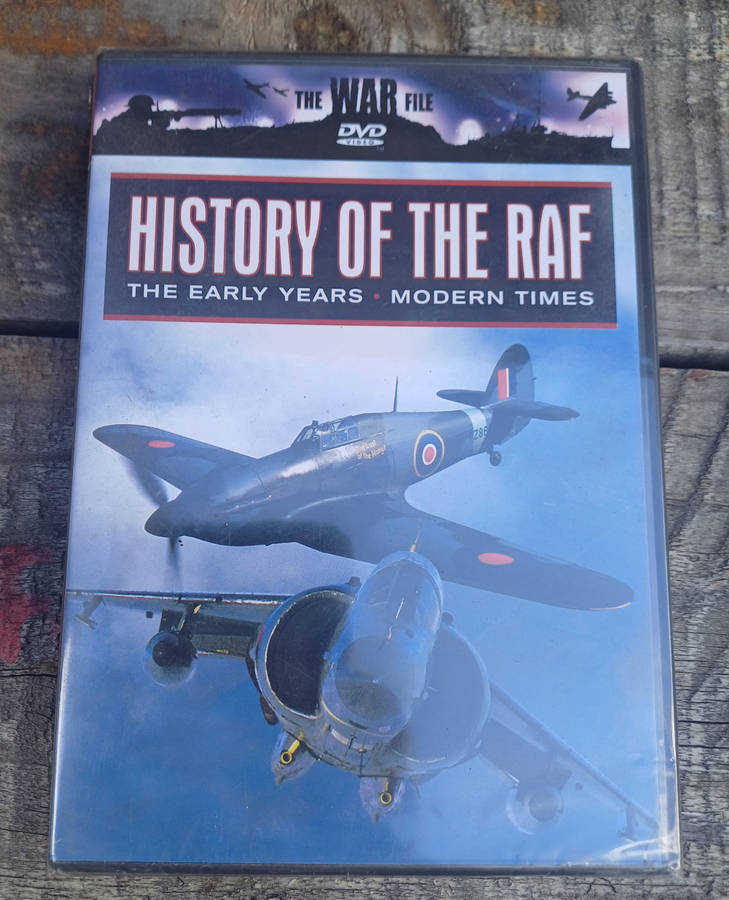 THE WAR FILE
DVD
VIDEO
HISTORY OF THE RAF
THE EARLY YEARS • MODERN TIMES